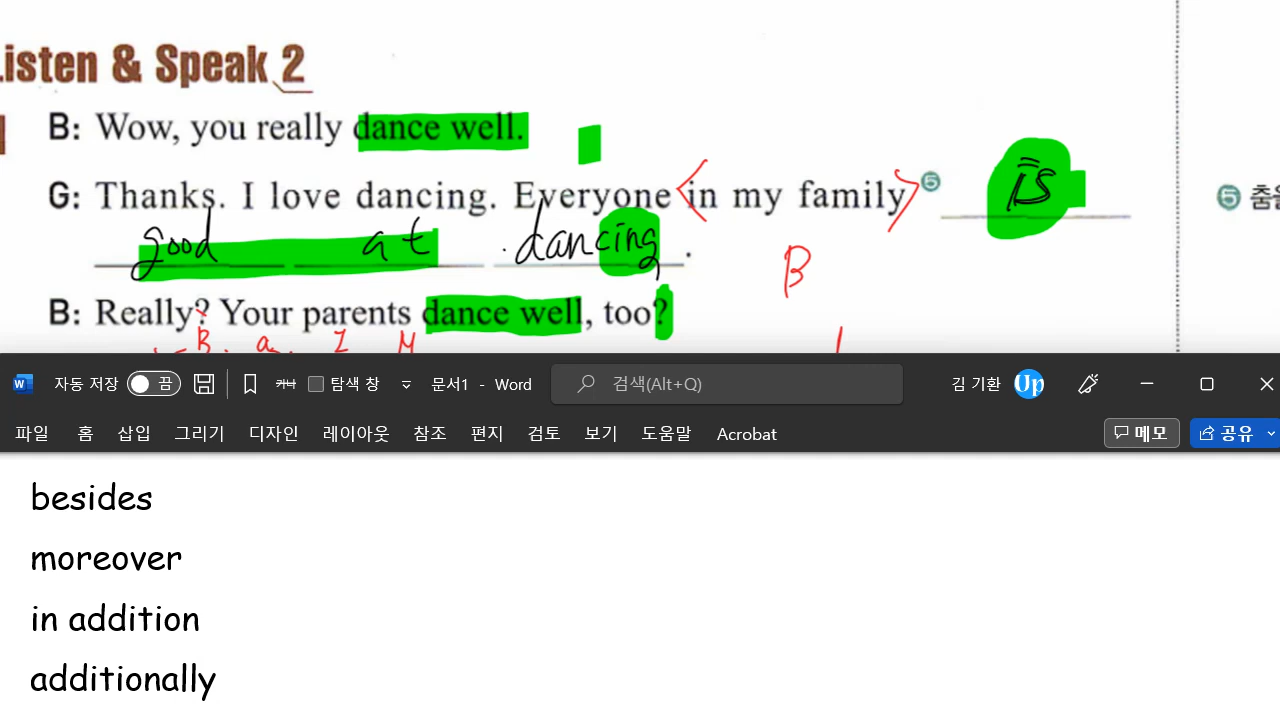 Listen & Speak 2
B: Wow, you really dance well.
G: Thanks. I love dancing. Everyone <in my family> ⑤ is
good at dancing.
B
B: Really? Your parents dance well, too?
B a I M
⑤ 춤을
자동 저장 끔 가나 탐색 창 문서1 - Word 검색(Alt+Q) 김 기환 Up
파일 홈 삽입 그리기 디자인 레이아웃 참조 편지 검토 보기 도움말 Acrobat 메모 공유
besides
moreover
in addition
additionally